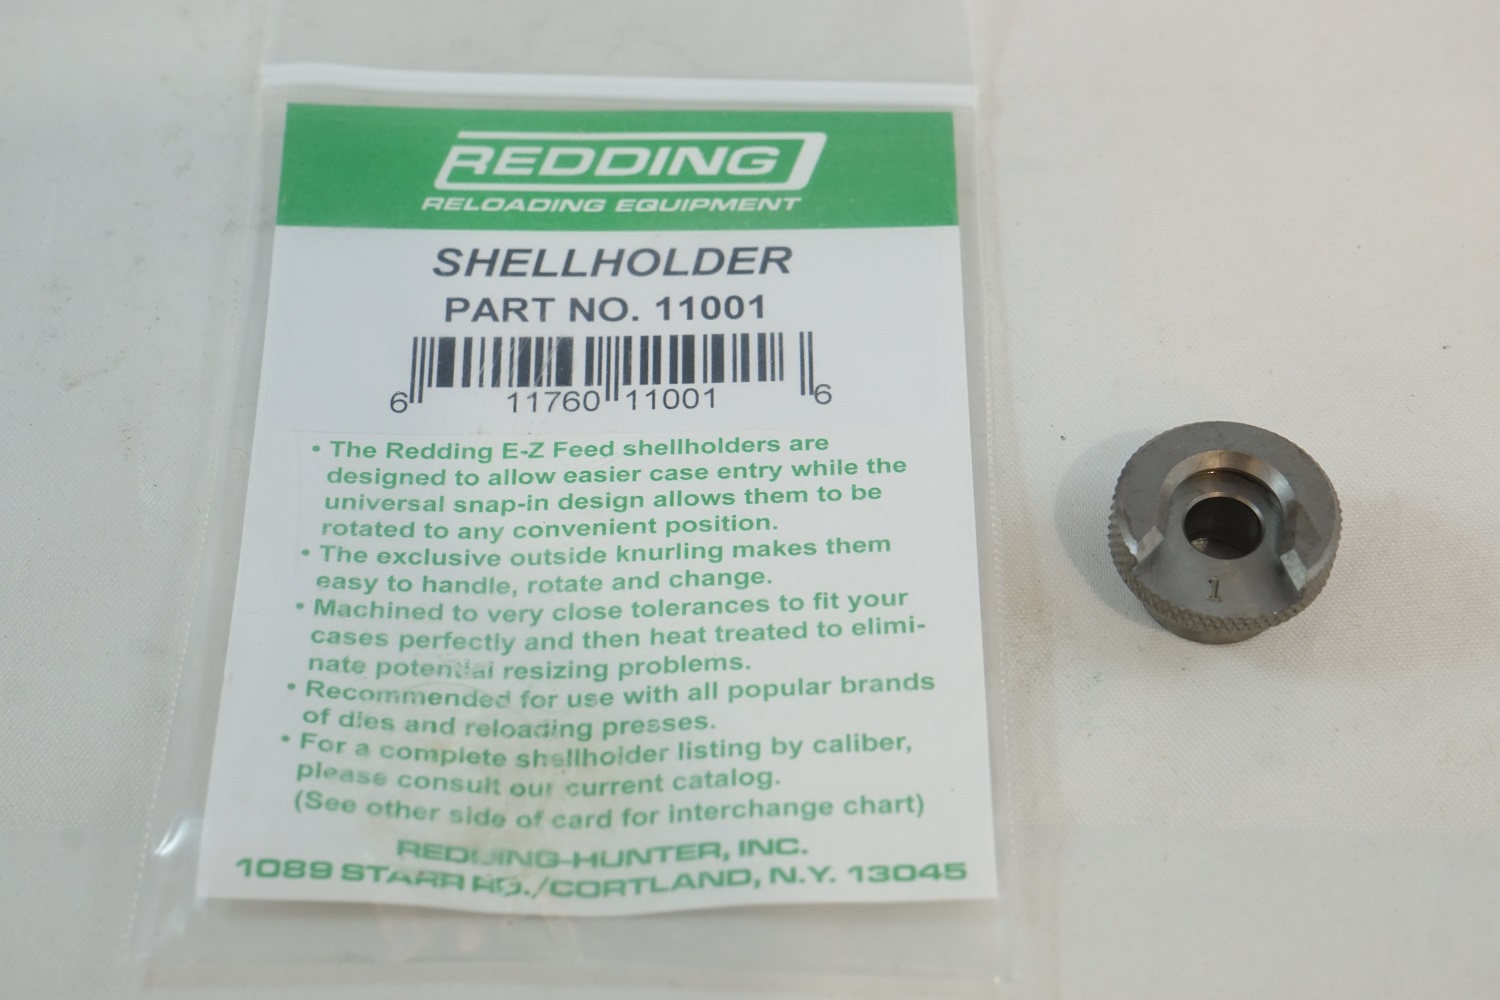 REDDING
RELOADING EQUIPMENT
SHELLHOLDER
PART NO. 11001
6 11760 11001 6
• The Redding E-Z Feed shellholders are
designed to allow easier case entry while the
universal snap-in design allows them to be
rotated to any convenient position.
• The exclusive outside knurling makes them
easy to handle, rotate and change.
• Machined to very close tolerances to fit your
cases perfectly and then heat treated to elimi-
nate potential resizing problems.
• Recommended for use with all popular brands
of dies and reloading presses.
• For a complete shellholder listing by caliber,
please consult our current catalog.
(See other side of card for interchange chart)
REDDING-HUNTER, INC.
1089 STARR RD./CORTLAND, N.Y. 13045
1